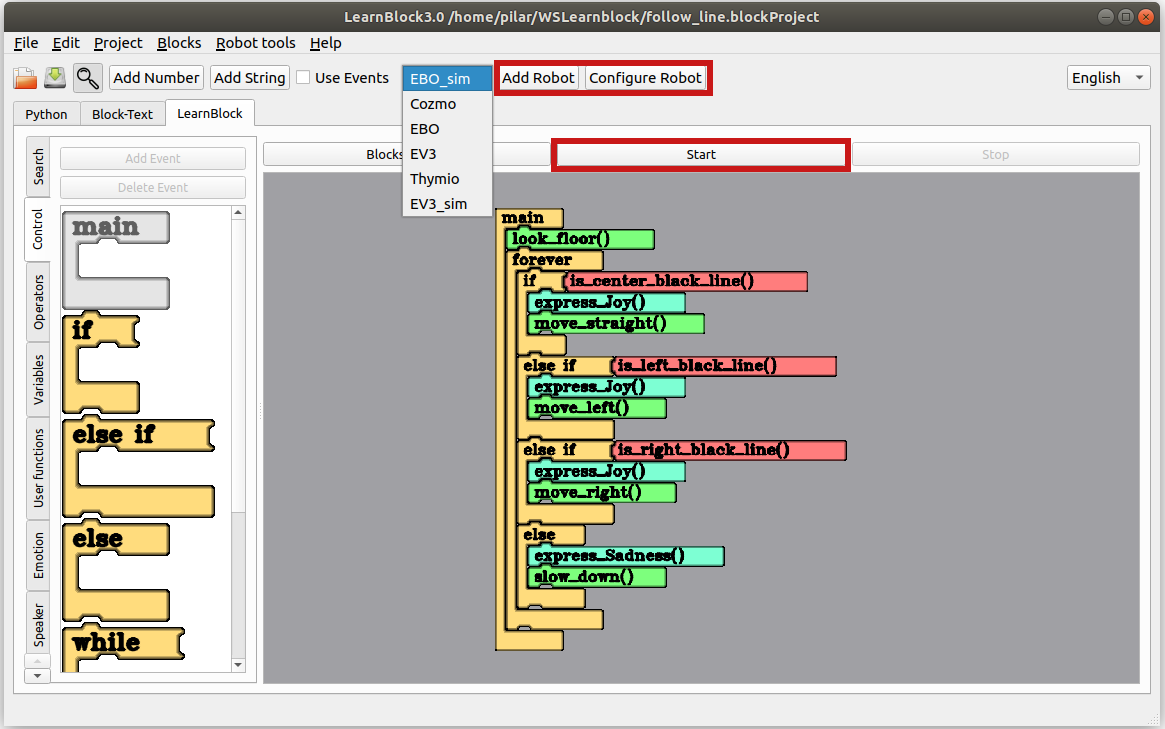 LearnBlock3.0 /home/pilar/WSLearnblock/follow_line.blockProject
File Edit Project Blocks Robot tools Help
Add Number Add String Use Events EBO_sim Add Robot Configure Robot English
Cozmo
EBO
EV3
Thymio
EV3_sim
Python Block-Text LearnBlock
Search
Control
Operators
Variables
User functions
Emotion
Speaker
Add Event
Delete Event
main
if
else if
else
while
Blocks Start Stop
main
look_floor()
forever
if is_center_black_line()
express_Joy()
move_straight()
else if is_left_black_line()
express_Joy()
move_left()
else if is_right_black_line()
express_Joy()
move_right()
else
express_Sadness()
slow_down()